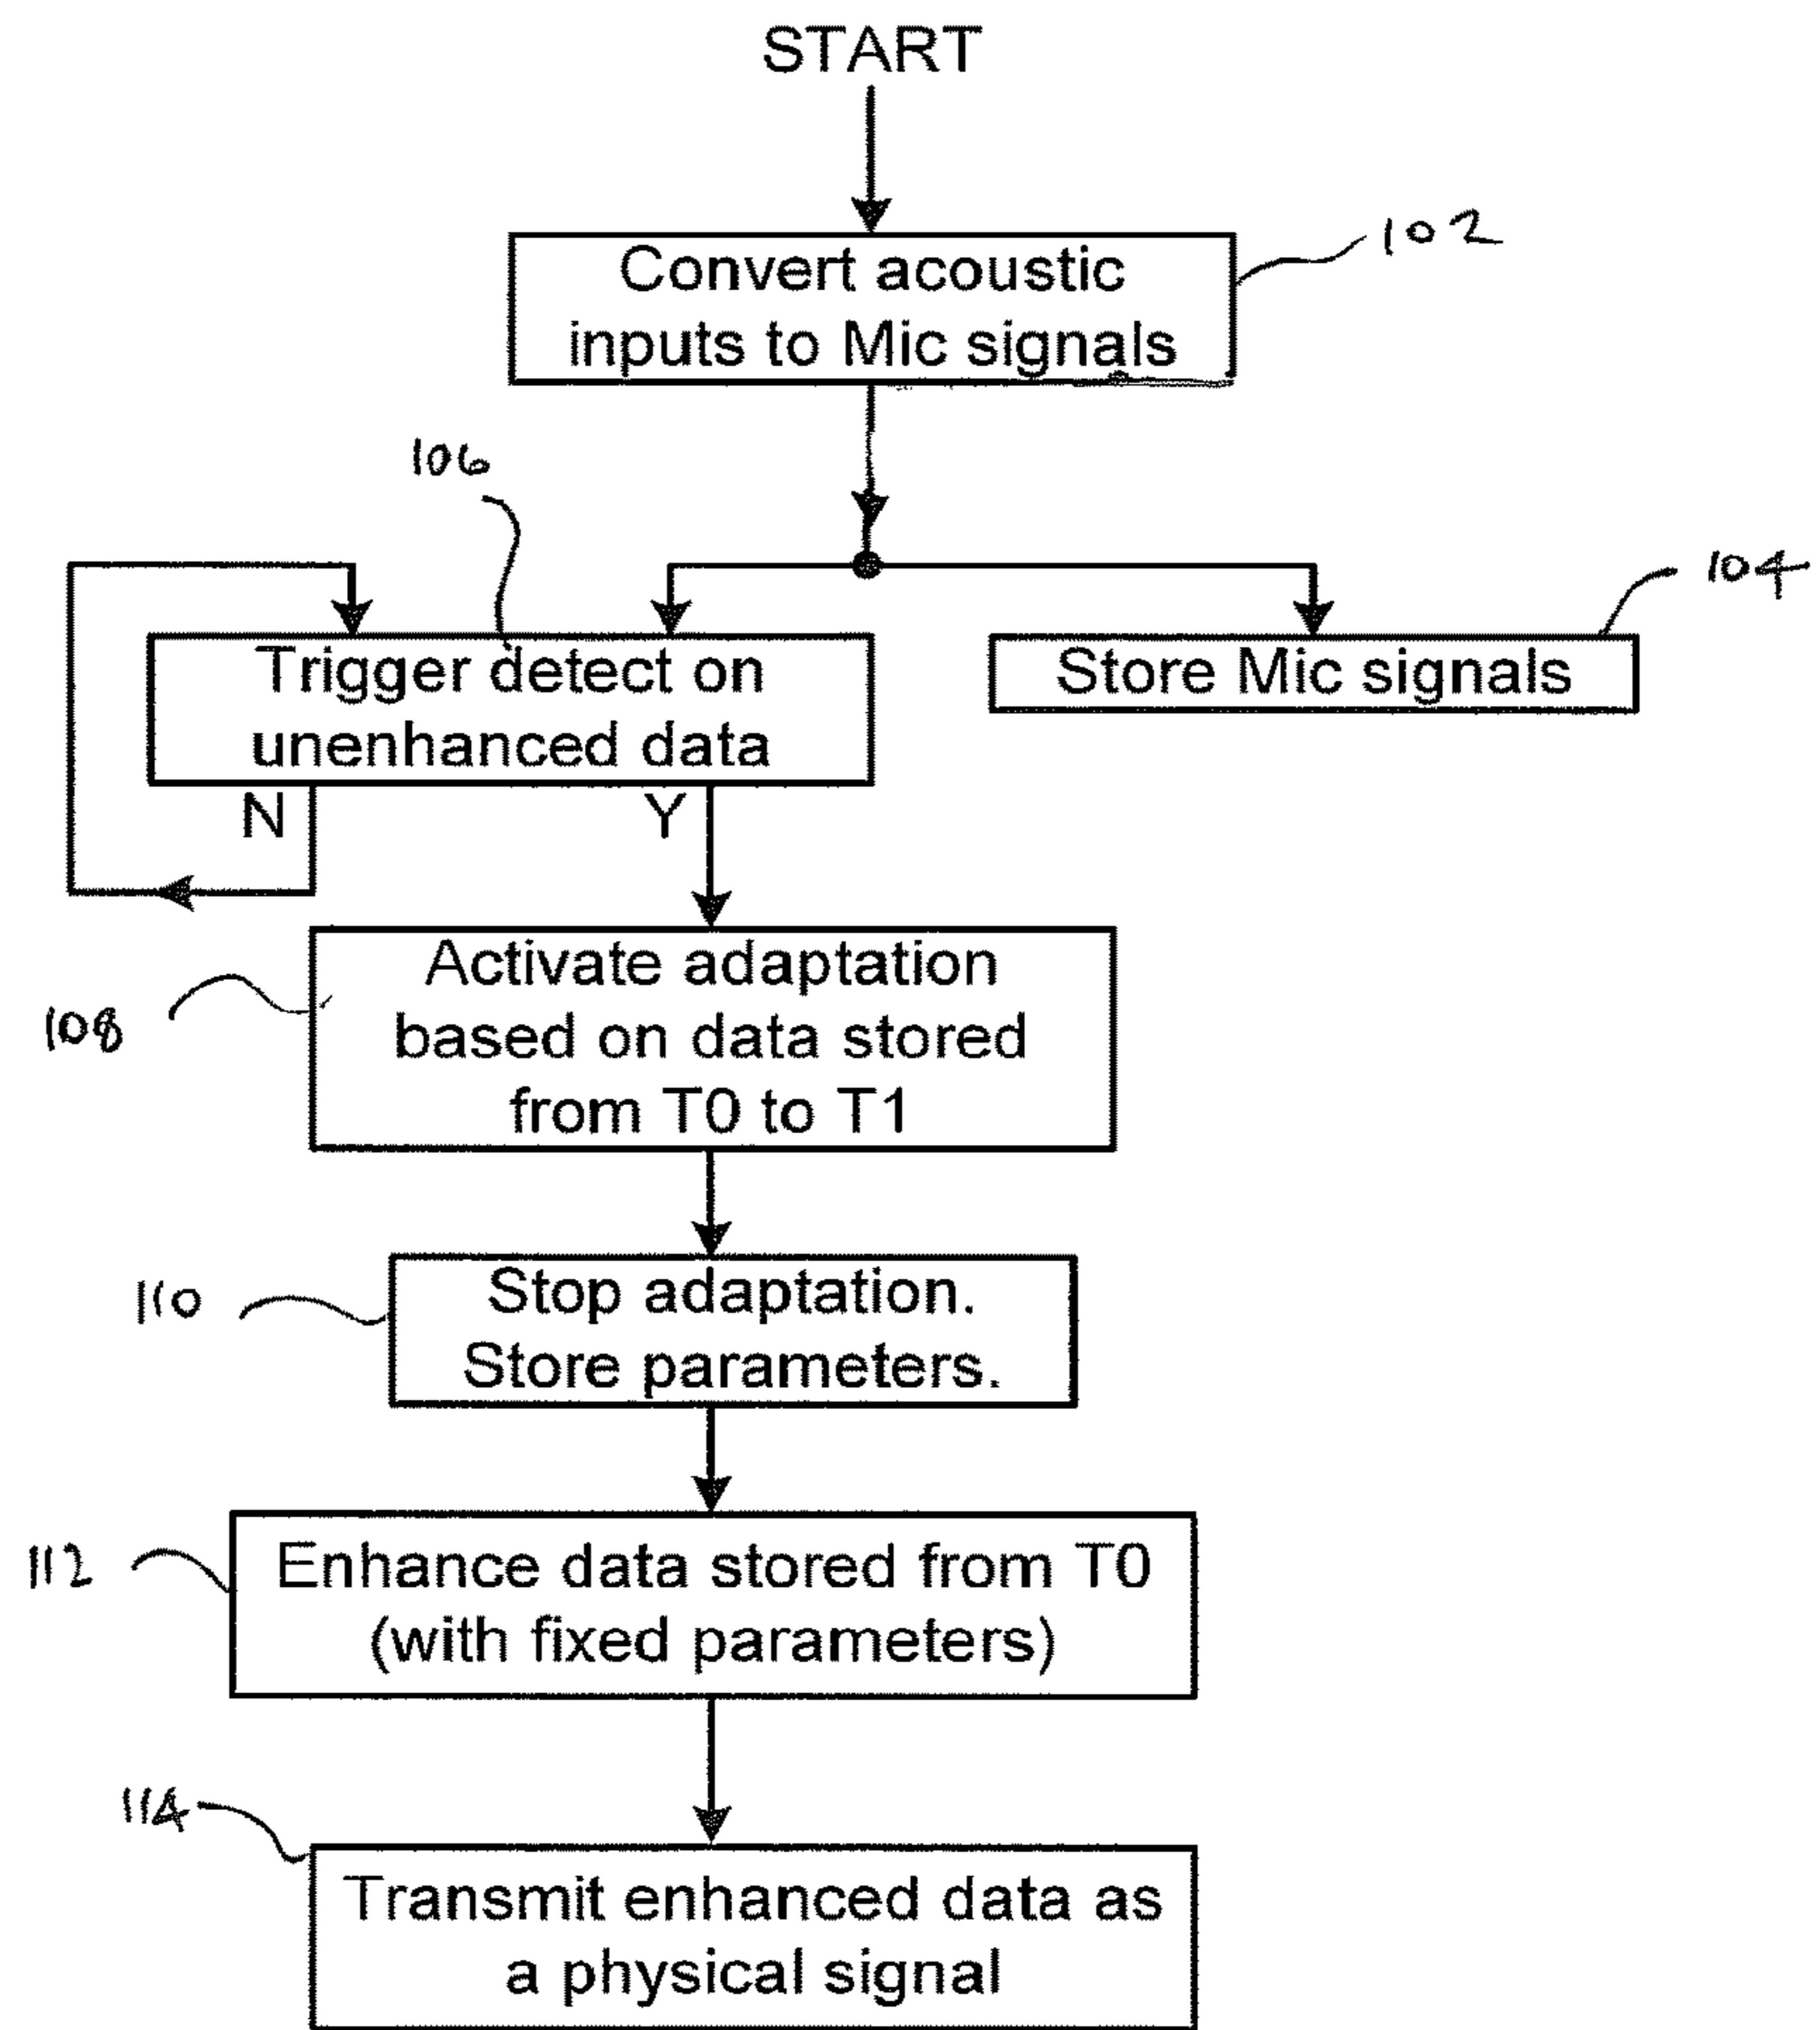 START
Convert acoustic
inputs to Mic signals
102
106
104
Trigger detect on
unenhanced data
Store Mic signals
N
Y
Activate adaptation
based on data stored
from T0 to T1
108
Stop adaptation.
Store parameters.
110
Enhance data stored from T0
(with fixed parameters)
112
114
Transmit enhanced data as
a physical signal